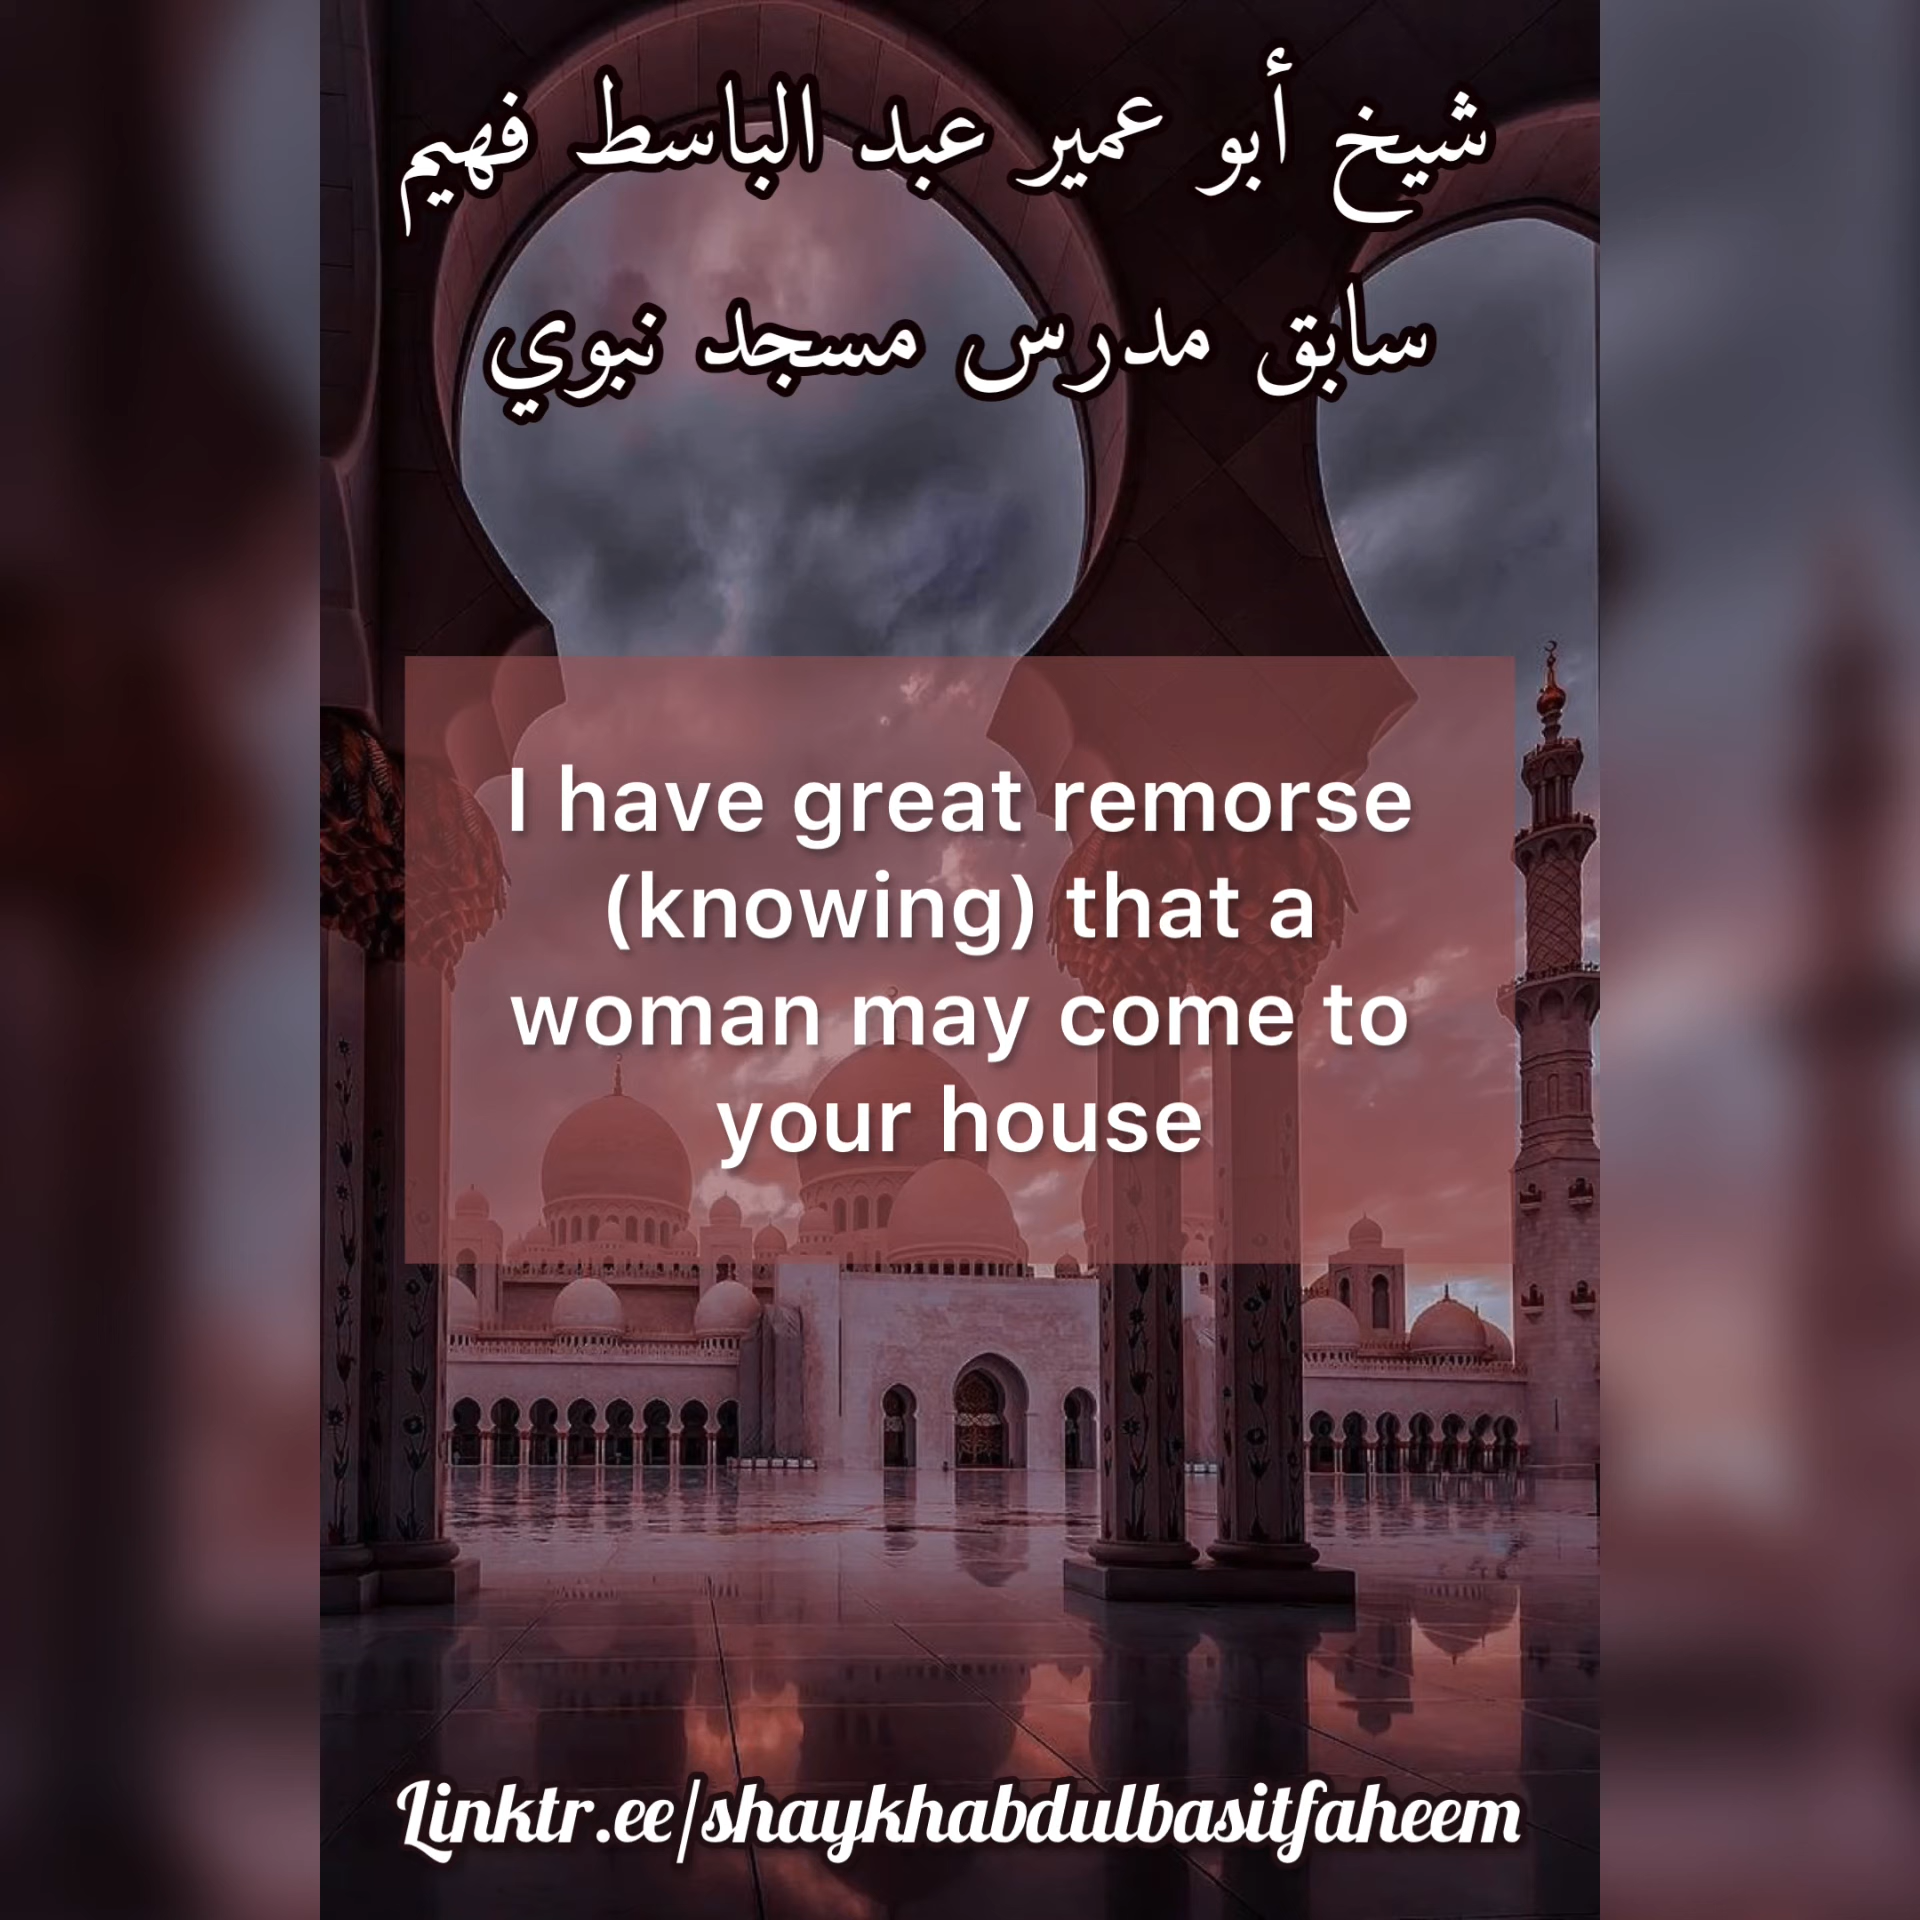 شيخ أبو عمير عبد الباسط فهيم
سابق مدرس مسجد نبوي
I have great remorse
(knowing) that a
woman may come to
your house
Linktr.ee/shaykhabdulbasitfaheem